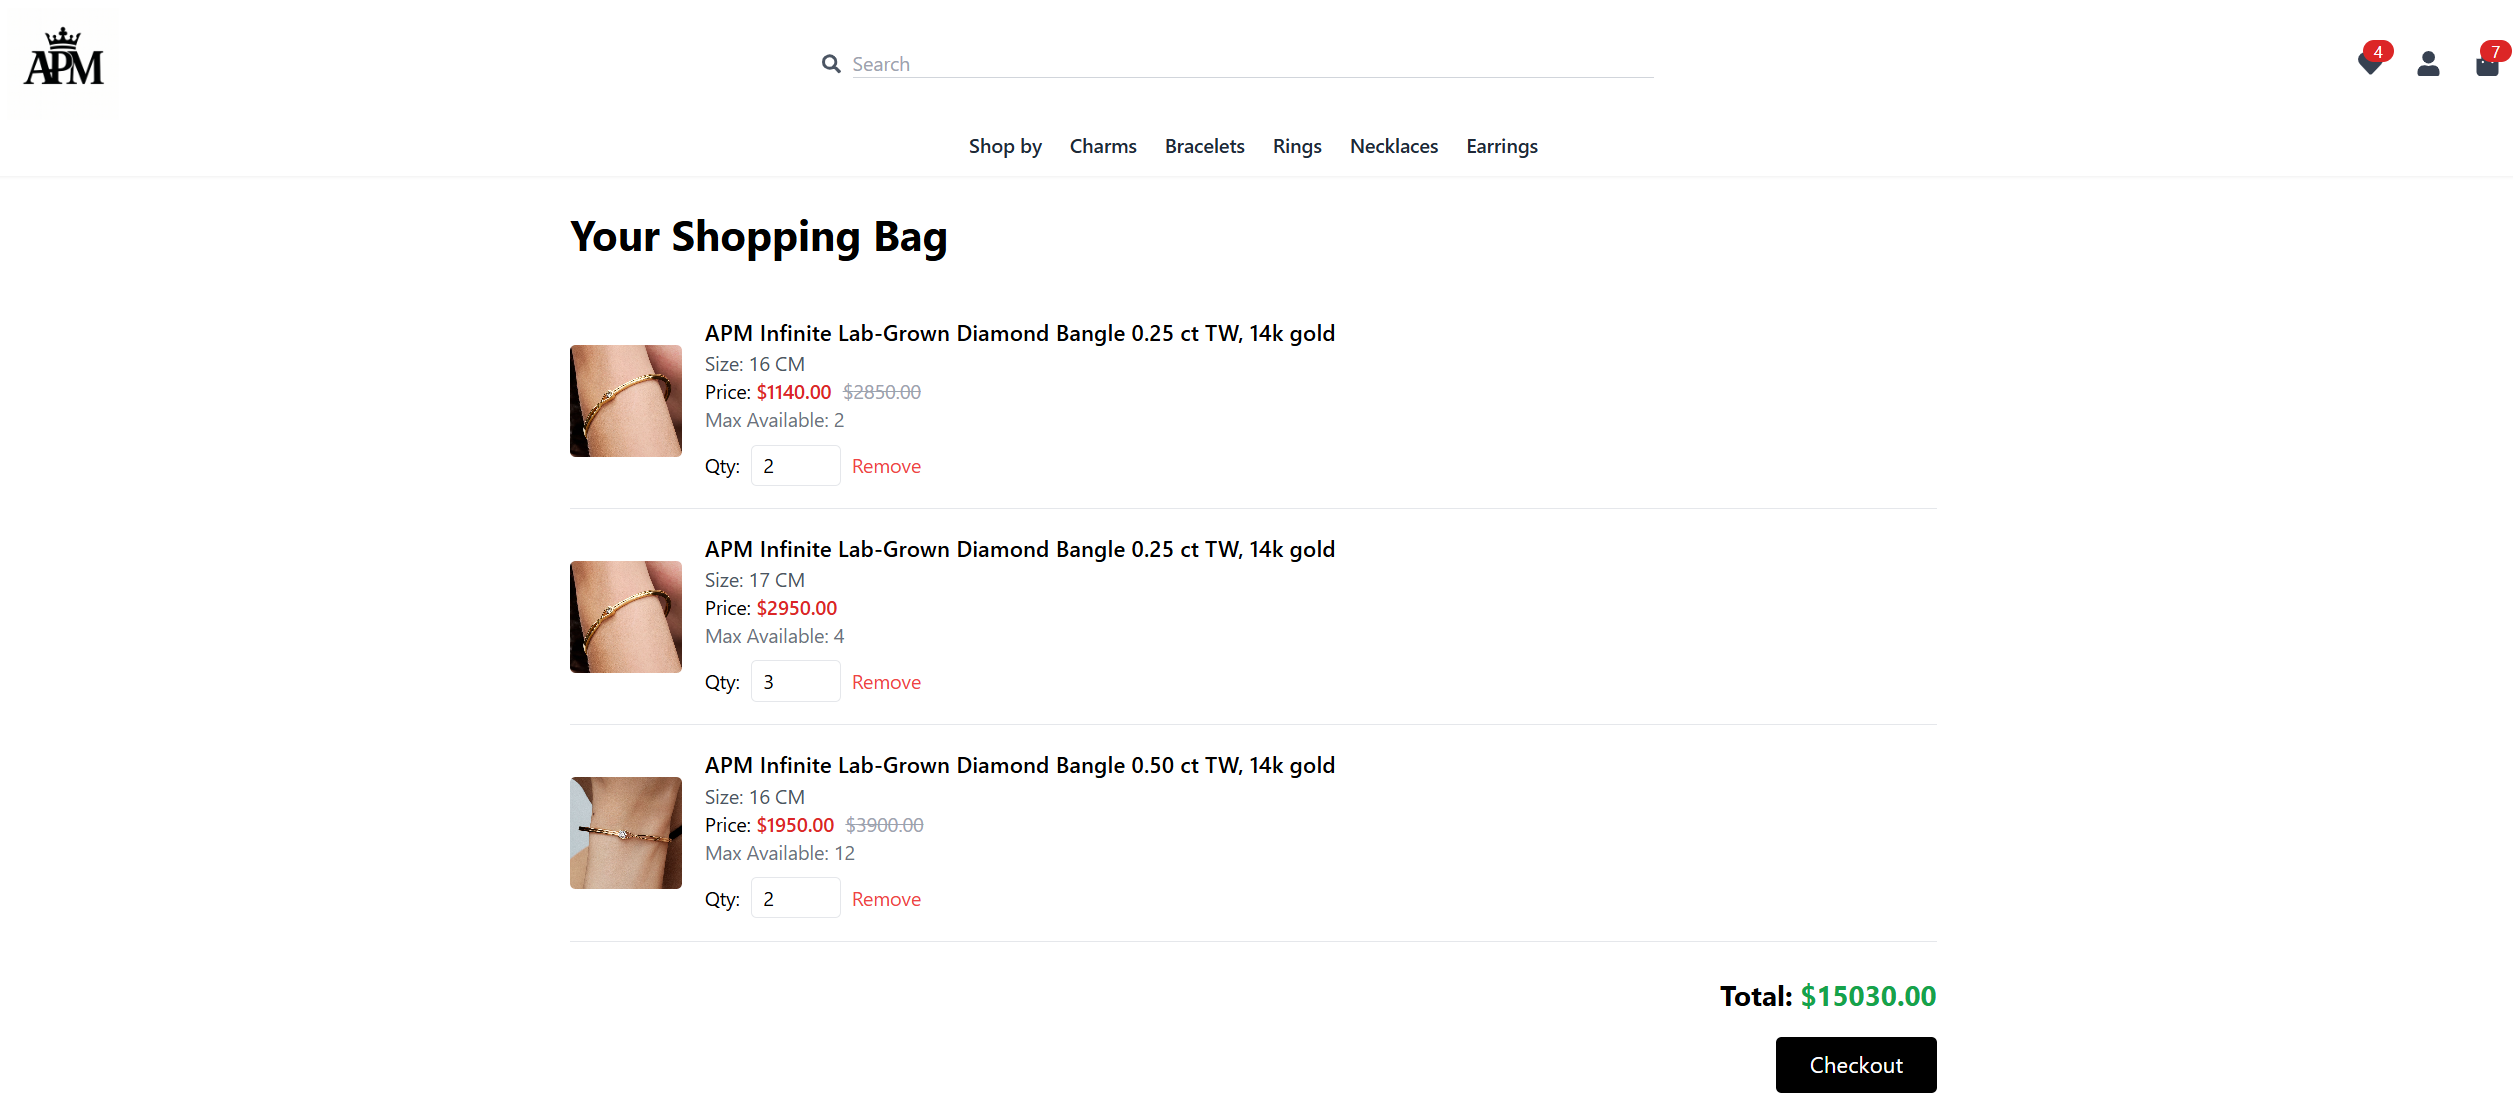 APM
Search
4
7
Shop by Charms Bracelets Rings Necklaces Earrings
Your Shopping Bag
APM Infinite Lab-Grown Diamond Bangle 0.25 ct TW, 14k gold
Size: 16 CM
Price: $1140.00 $2850.00
Max Available: 2
Qty: 2 Remove
APM Infinite Lab-Grown Diamond Bangle 0.25 ct TW, 14k gold
Size: 17 CM
Price: $2950.00
Max Available: 4
Qty: 3 Remove
APM Infinite Lab-Grown Diamond Bangle 0.50 ct TW, 14k gold
Size: 16 CM
Price: $1950.00 $3900.00
Max Available: 12
Qty: 2 Remove
Total: $15030.00
Checkout